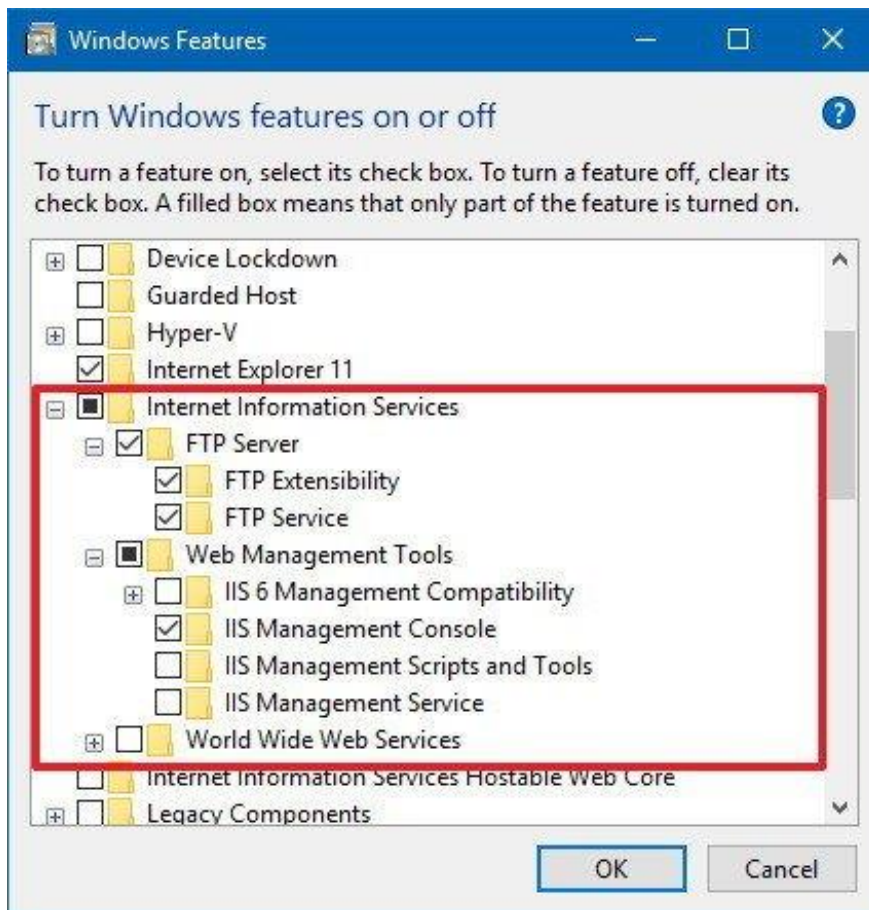 Windows Features
Turn Windows features on or off
To turn a feature on, select its check box. To turn a feature off, clear its
check box. A filled box means that only part of the feature is turned on.
Device Lockdown
Guarded Host
Hyper-V
Internet Explorer 11
Internet Information Services
FTP Server
FTP Extensibility
FTP Service
Web Management Tools
IIS 6 Management Compatibility
IIS Management Console
IIS Management Scripts and Tools
IIS Management Service
World Wide Web Services
Internet Information Services Hostable Web Core
Legacy Components
OK Cancel